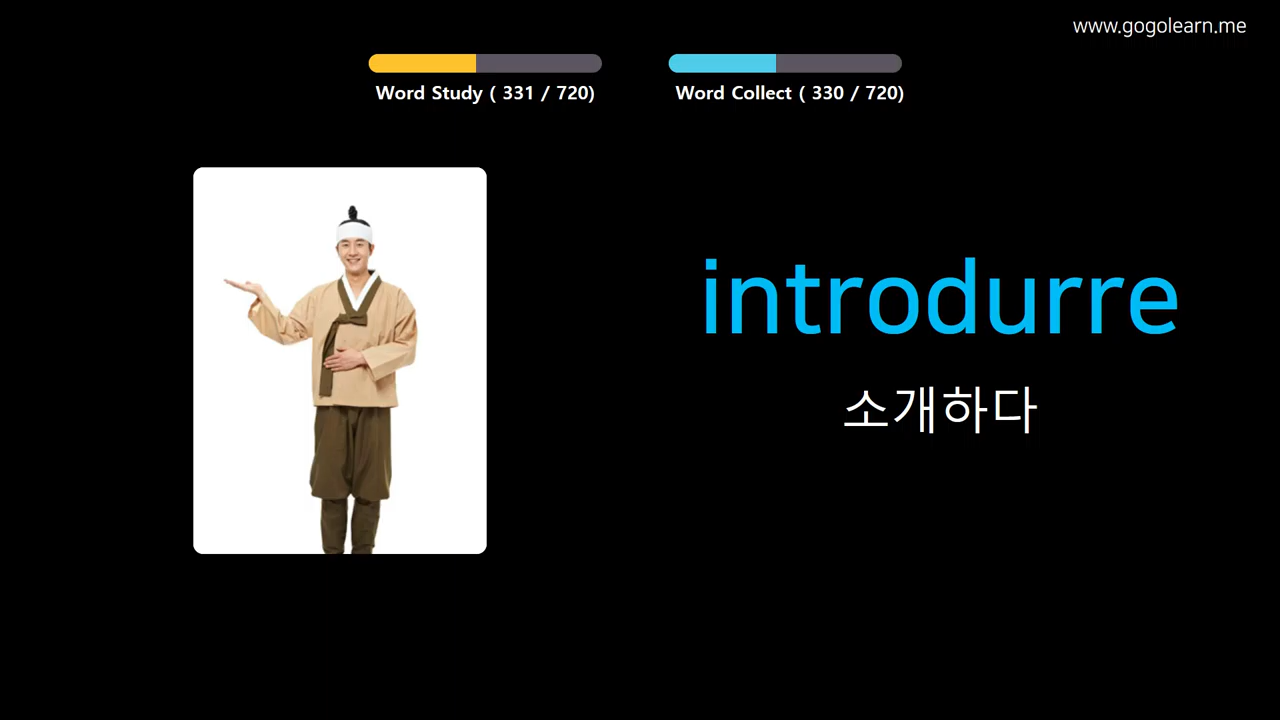 www.gogolearn.me
Word Study ( 331 / 720)
Word Collect ( 330 / 720)
introdurre
소개하다